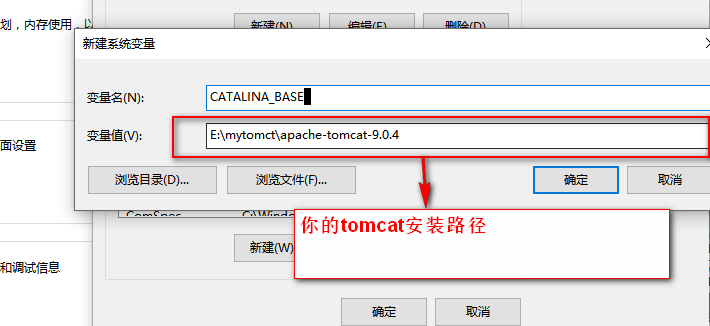 划，内存使用，以
新建(N)...
编辑(E)...
删除(D)
新建系统变量
变量名(N):
CATALINA_BASE
变量值(V):
E:\mytomct\apache-tomcat-9.0.4
面设置
浏览目录(D)...
浏览文件(F)...
确定
取消
ComSpec
C:\Window
你的tomcat安装路径
新建(W)
和调试信息
确定
取消